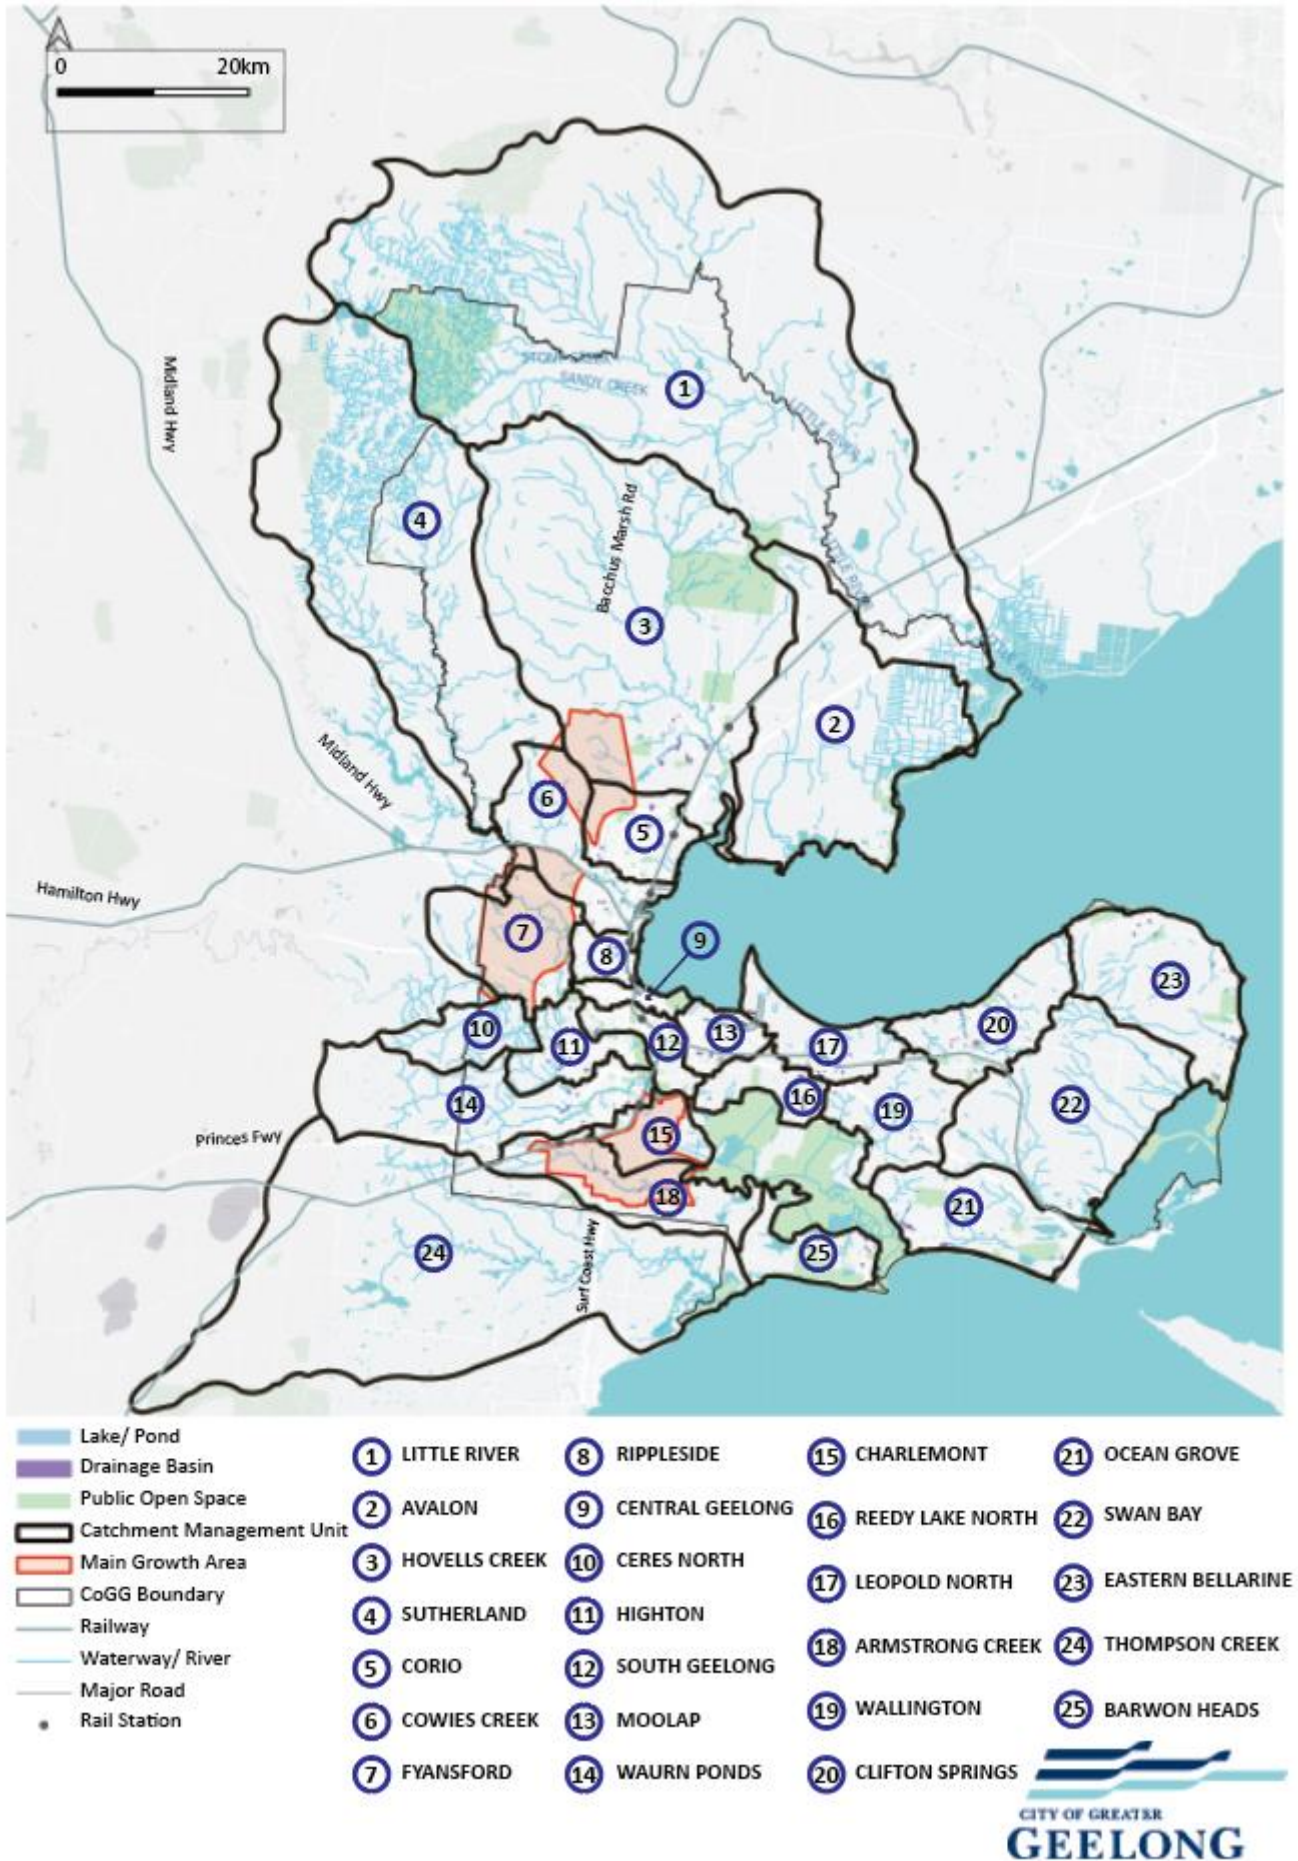 0 20km
STONY CREEK
SANDY CREEK
1
LITTLE RIVER
Midland Hwy
Bacchus Marsh Rd
4
LITTLE RIVER
3
LITTLE RIVER
2
Midland Hwy
6
5
Hamilton Hwy
7
8
9
23
10
11
12
13
17
20
14
16
19
22
Princes Fwy
15
18
21
24
Surf Coast Hwy
25
Lake/ Pond
Drainage Basin
Public Open Space
Catchment Management Unit
Main Growth Area
CoGG Boundary
Railway
Waterway/ River
Major Road
Rail Station
1 LITTLE RIVER
2 AVALON
3 HOVELLS CREEK
4 SUTHERLAND
5 CORIO
6 COWIES CREEK
7 FYANSFORD
8 RIPPLESIDE
9 CENTRAL GEELONG
10 CERES NORTH
11 HIGHTON
12 SOUTH GEELONG
13 MOOLAP
14 WAURN PONDS
15 CHARLEMONT
16 REEDY LAKE NORTH
17 LEOPOLD NORTH
18 ARMSTRONG CREEK
19 WALLINGTON
20 CLIFTON SPRINGS
21 OCEAN GROVE
22 SWAN BAY
23 EASTERN BELLARINE
24 THOMPSON CREEK
25 BARWON HEADS
CITY OF GREATER
GEELONG